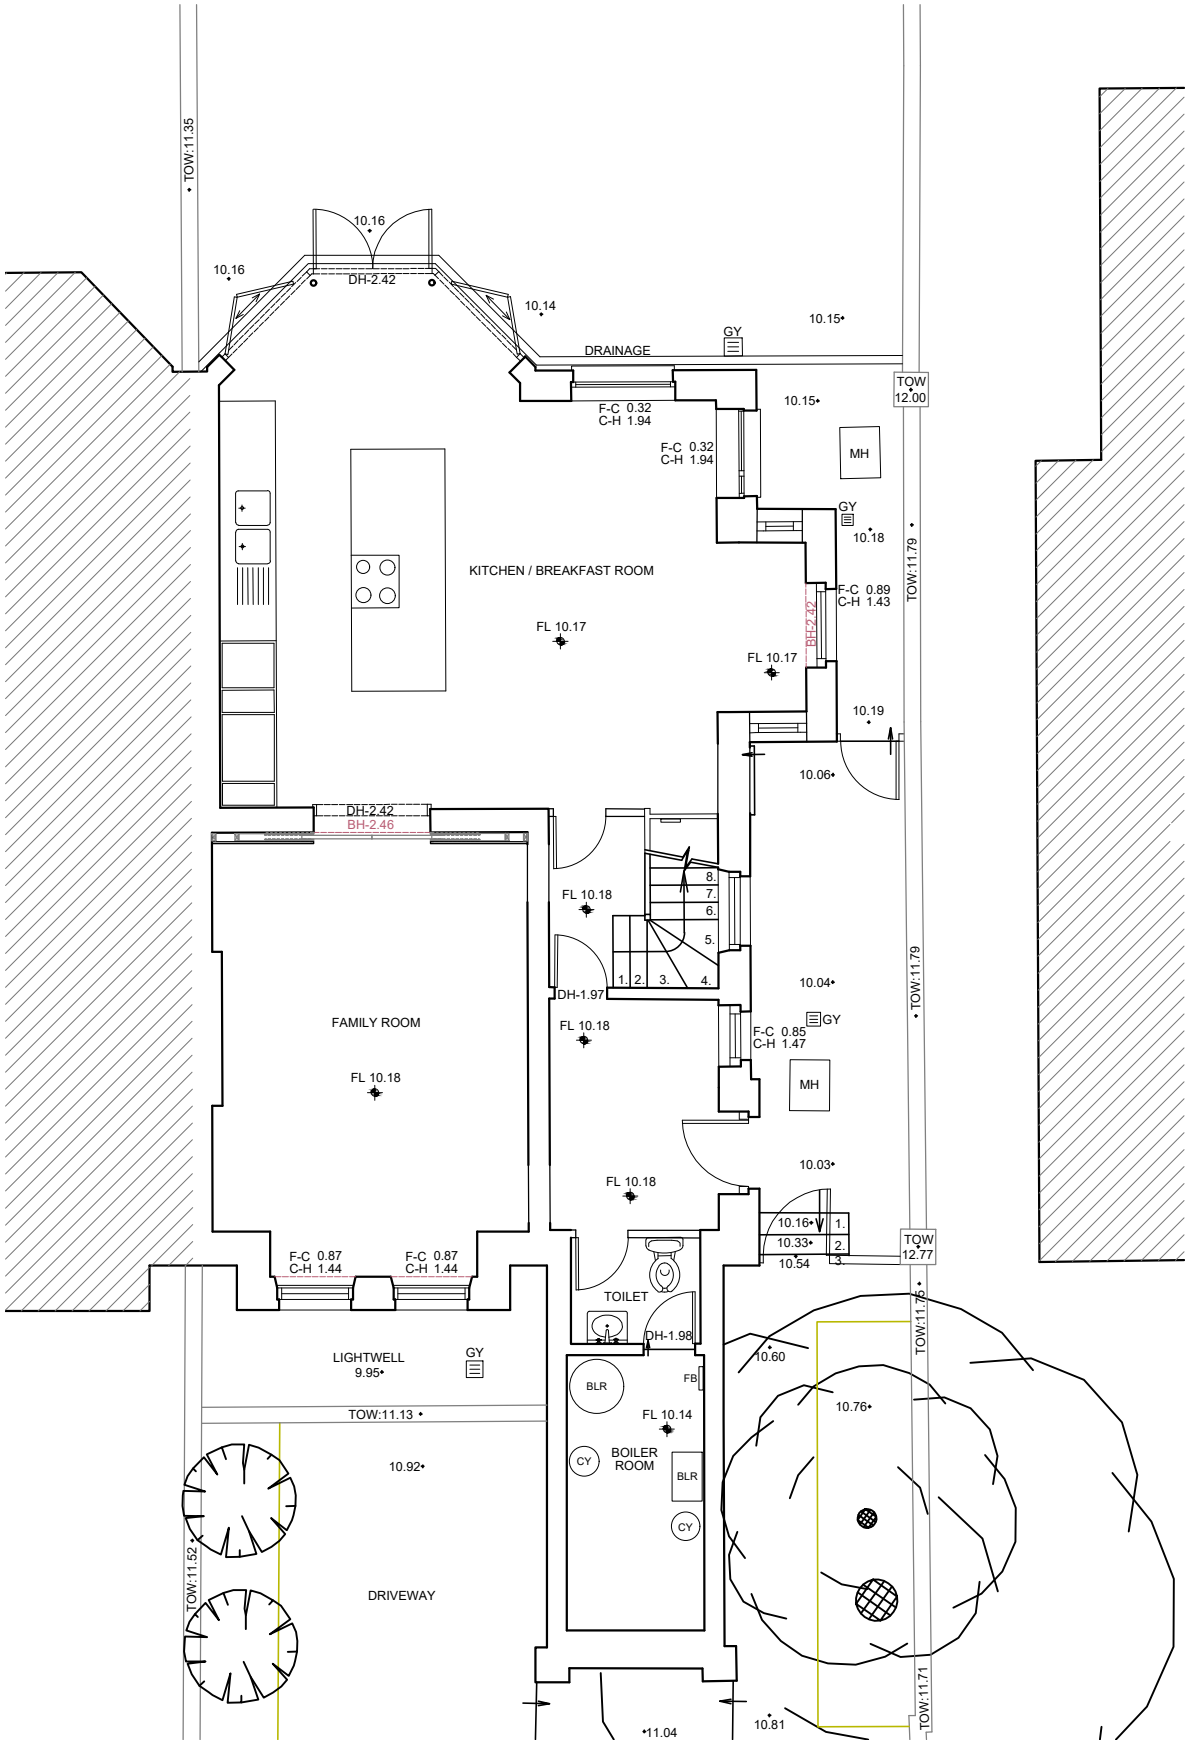 TOW:11.35
10.16
10.16
DH-2.42
10.14
10.15
GY
DRAINAGE
TOW
12.00
10.15
F-C 0.32
C-H 1.94
F-C 0.32
C-H 1.94
MH
GY
10.18
TOW:11.79
KITCHEN / BREAKFAST ROOM
F-C 0.89
C-H 1.43
BH-2.42
FL 10.17
FL 10.17
10.19
10.06
DH-2.42
BH-2.46
8.
7.
6.
5.
4.
3.
2.
1.
FL 10.18
DH-1.97
10.04
TOW:11.79
FAMILY ROOM
FL 10.18
F-C 0.85
C-H 1.47
GY
FL 10.18
MH
10.03
FL 10.18
10.16
1.
10.33
2.
10.54
3.
TOW
12.77
F-C 0.87
C-H 1.44
F-C 0.87
C-H 1.44
TOILET
TOW:11.75
DH-1.98
LIGHTWELL
9.95
GY
10.60
BLR
FB
TOW:11.13
FL 10.14
10.76
10.92
CY
BOILER
ROOM
BLR
CY
TOW:11.52
DRIVEWAY
TOW:11.71
11.04
10.81